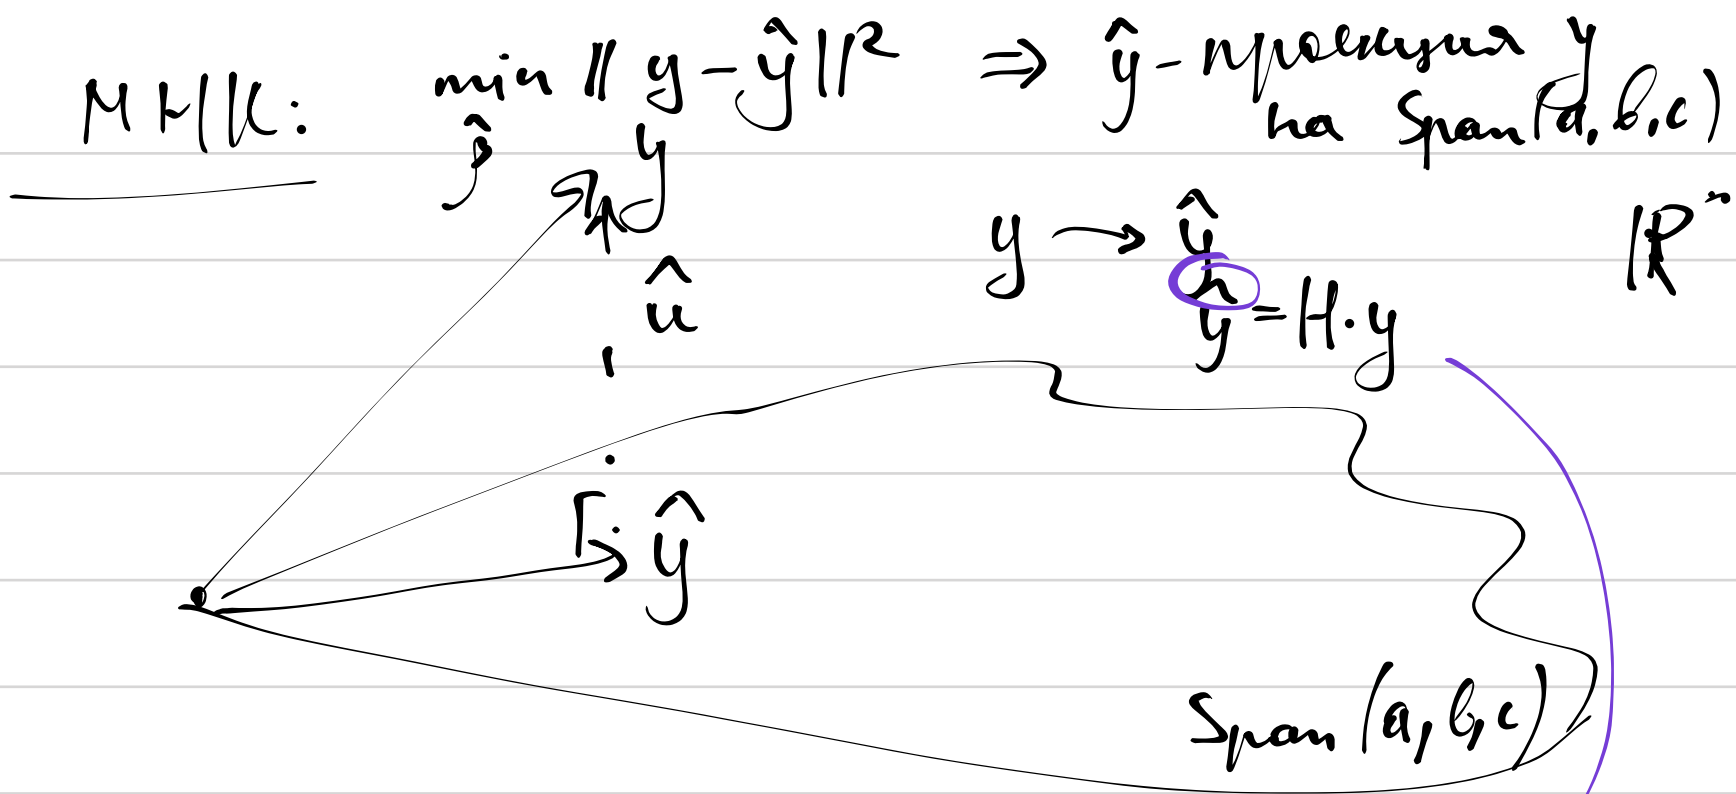 МНК: min ‖y - ŷ‖² ⇒ ŷ - проекция y
β̂ на Span(a, b, c)
y
y → ŷ ℝⁿ
û
ŷ = H·y
ŷ
Span(a, b, c)